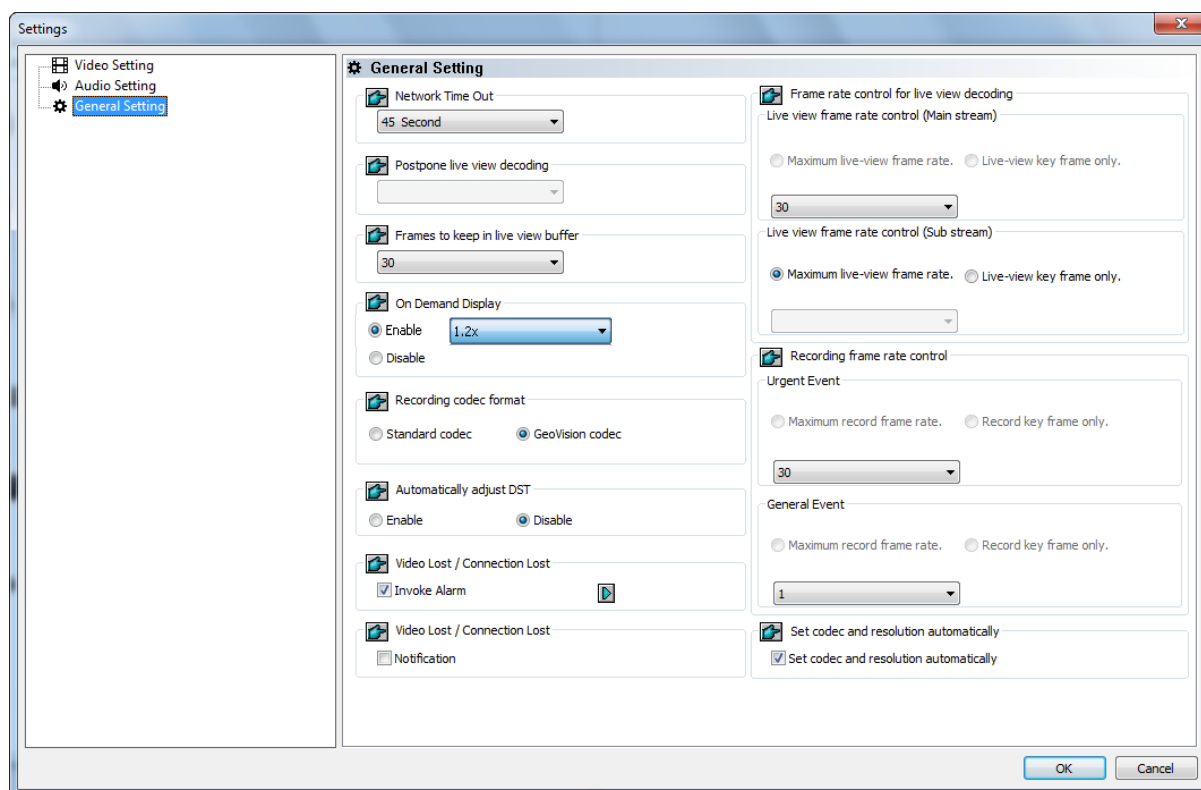 Settings
Video Setting
Audio Setting
General Setting
General Setting
Network Time Out
45 Second
Postpone live view decoding
Frames to keep in live view buffer
30
On Demand Display
Enable 1.2x
Disable
Recording codec format
Standard codec GeoVision codec
Automatically adjust DST
Enable Disable
Video Lost / Connection Lost
Invoke Alarm
Video Lost / Connection Lost
Notification
Frame rate control for live view decoding
Live view frame rate control (Main stream)
Maximum live-view frame rate. Live-view key frame only.
30
Live view frame rate control (Sub stream)
Maximum live-view frame rate. Live-view key frame only.
Recording frame rate control
Urgent Event
Maximum record frame rate. Record key frame only.
30
General Event
Maximum record frame rate. Record key frame only.
1
Set codec and resolution automatically
Set codec and resolution automatically
OK Cancel